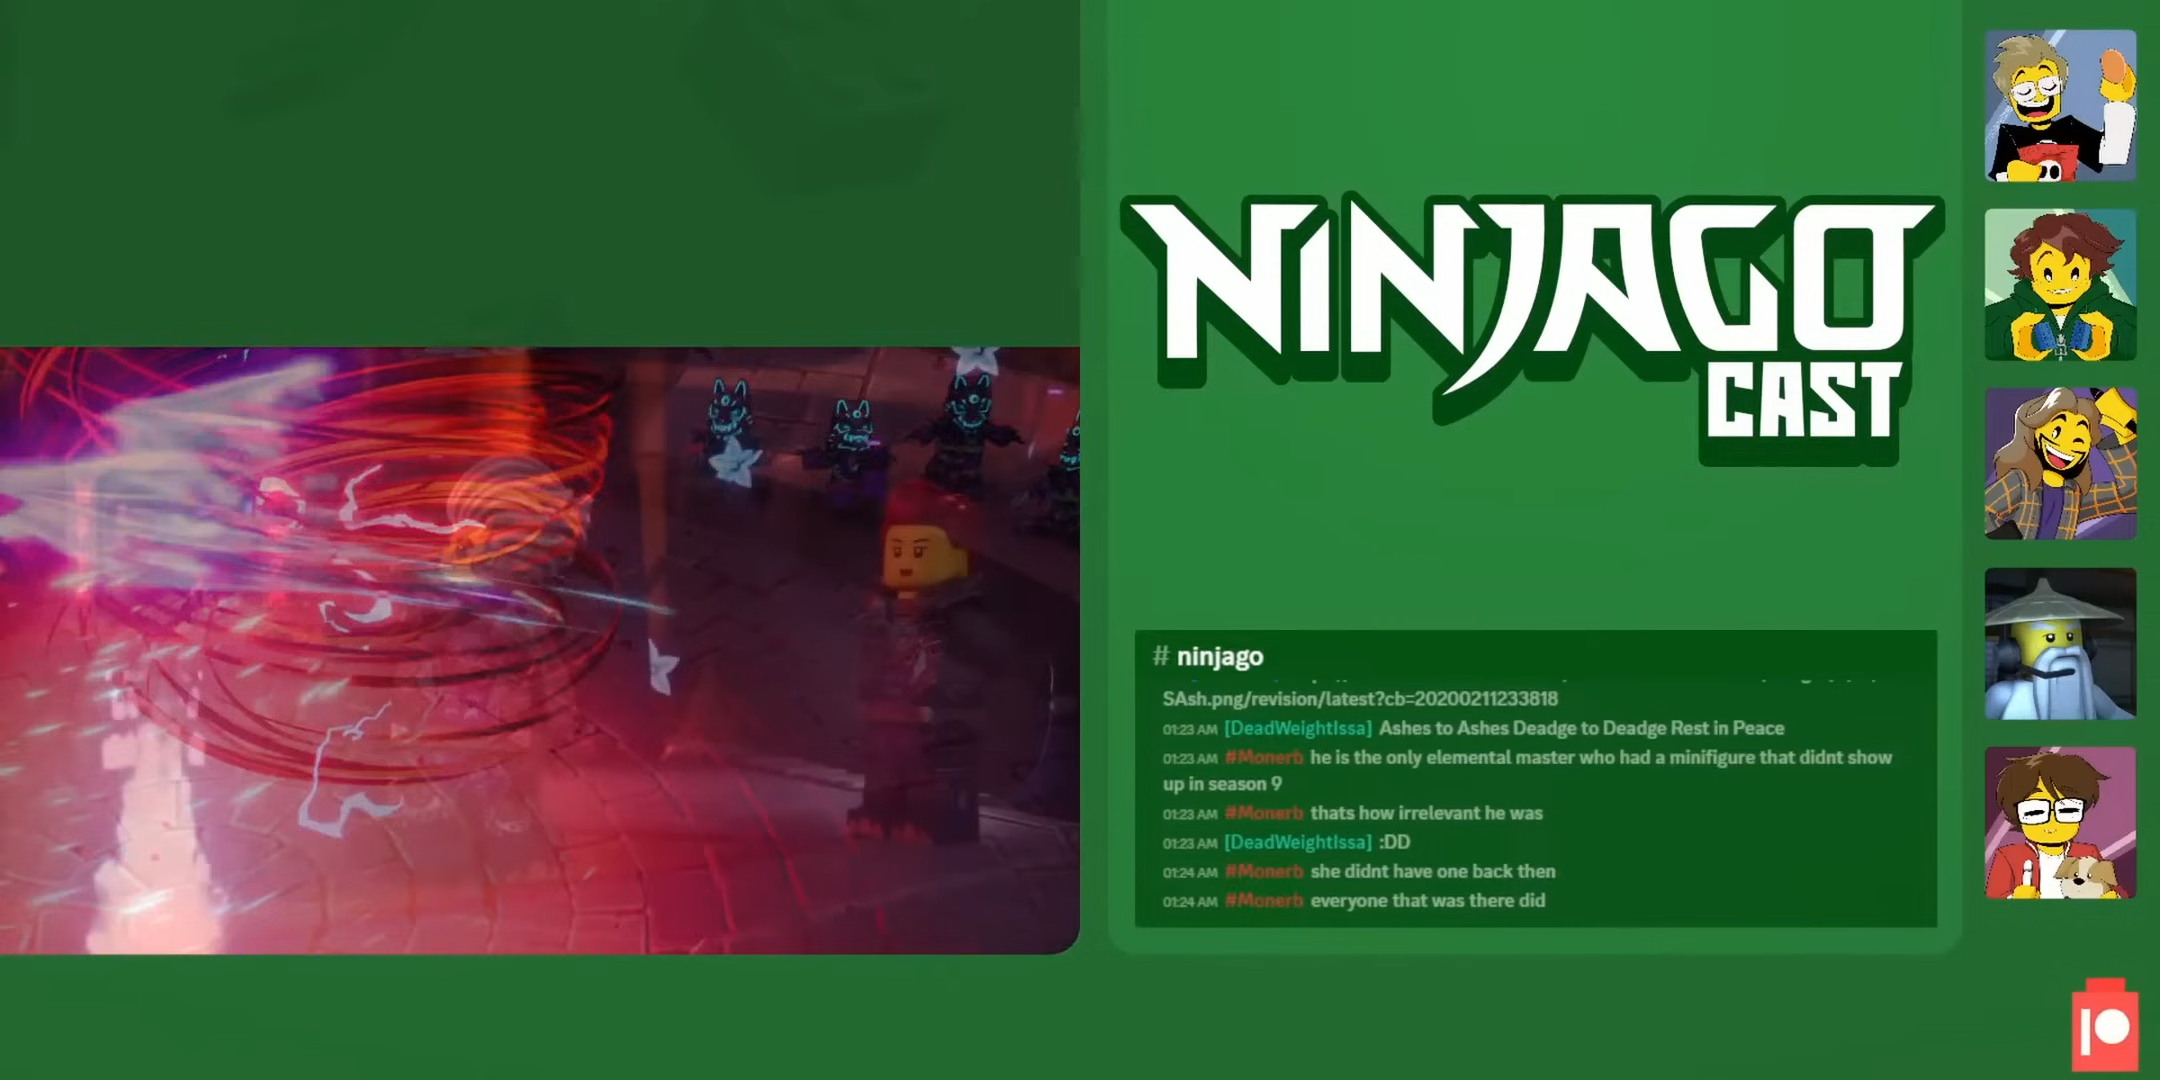 NINJAGO
CAST
# ninjago
SAsh.png/revision/latest?cb=20200211233818
01:23 AM [DeadWeightIssa] Ashes to Ashes Deadge to Deadge Rest in Peace
01:23 AM #Monerb he is the only elemental master who had a minifigure that didnt show
up in season 9
01:23 AM #Monerb thats how irrelevant he was
01:23 AM [DeadWeightIssa] :DD
01:24 AM #Monerb she didnt have one back then
01:24 AM #Monerb everyone that was there did